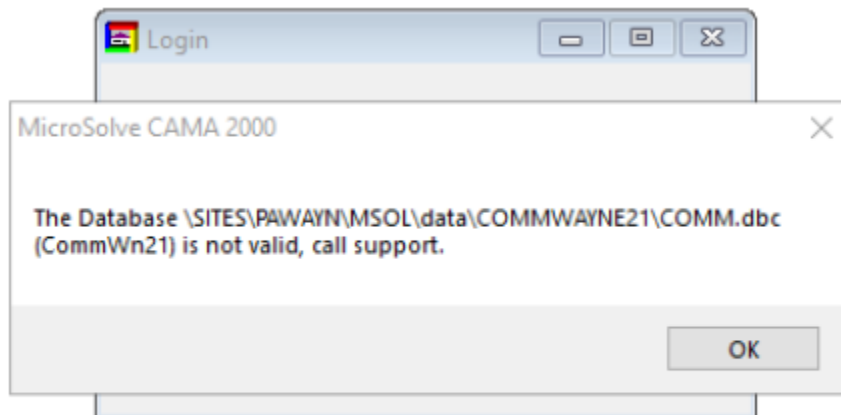 Login
MicroSolve CAMA 2000
The Database \SITES\PAWAYN\MSOL\data\COMMWAYNE21\COMM.dbc
(CommWn21) is not valid, call support.
OK